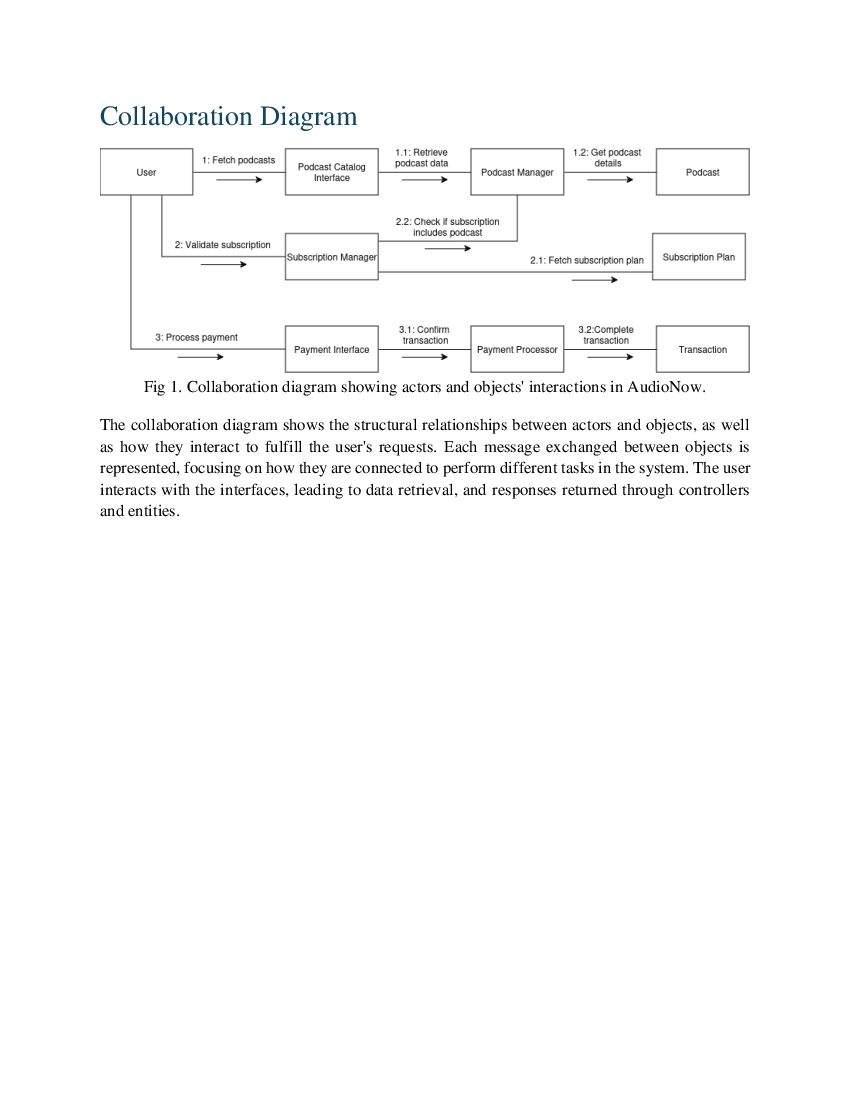 Collaboration Diagram
User
1: Fetch podcasts
Podcast Catalog
Interface
1.1: Retrieve
podcast data
Podcast Manager
1.2: Get podcast
details
Podcast
2: Validate subscription
Subscription Manager
2.2: Check if subscription
includes podcast
2.1: Fetch subscription plan
Subscription Plan
3: Process payment
Payment Interface
3.1: Confirm
transaction
Payment Processor
3.2:Complete
transaction
Transaction
Fig 1. Collaboration diagram showing actors and objects' interactions in AudioNow.
The collaboration diagram shows the structural relationships between actors and objects, as well
as how they interact to fulfill the user's requests. Each message exchanged between objects is
represented, focusing on how they are connected to perform different tasks in the system. The user
interacts with the interfaces, leading to data retrieval, and responses returned through controllers
and entities.